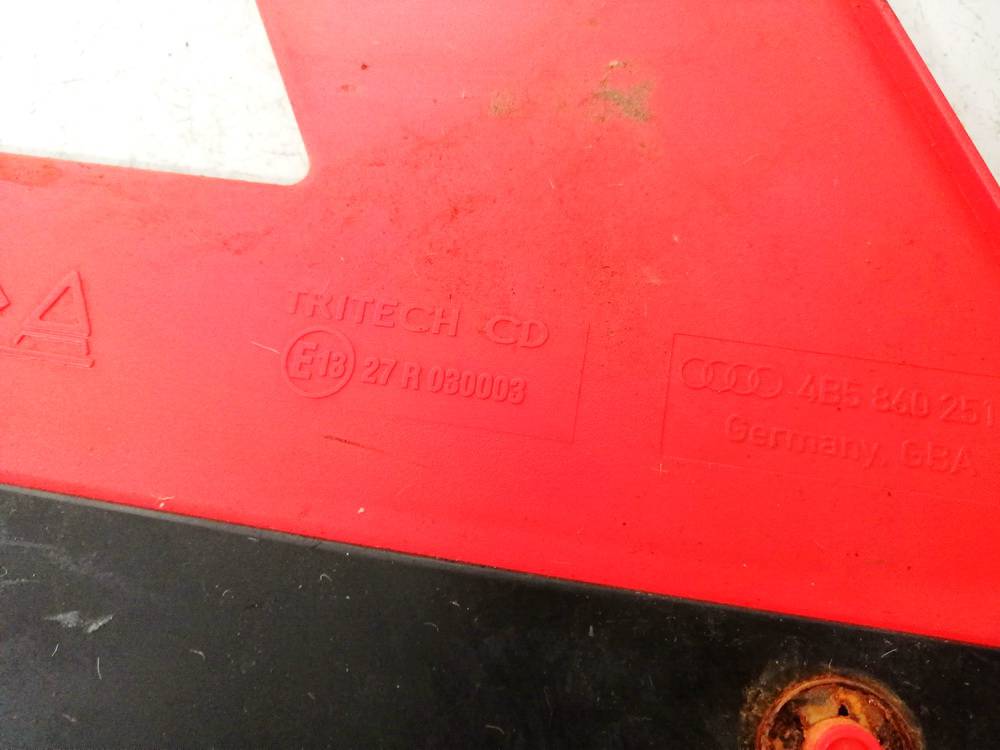 TRITECH CD
E13 27 R 030003
4B5 860 251
Germany, GBA